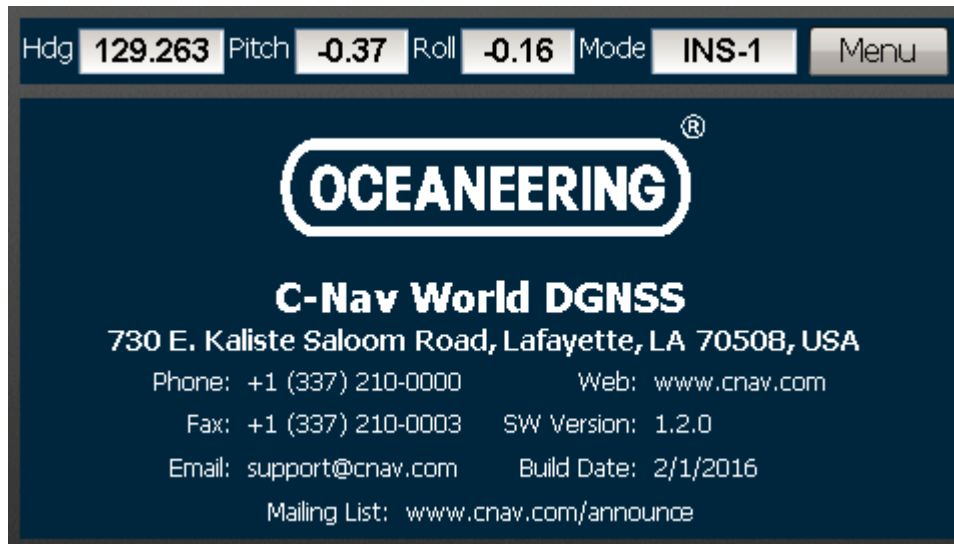 Hdg 129.263 Pitch -0.37 Roll -0.16 Mode INS-1 Menu
®
OCEANEERING
C-Nav World DGNSS
730 E. Kaliste Saloom Road, Lafayette, LA 70508, USA
Phone: +1 (337) 210-0000 Web: www.cnav.com
Fax: +1 (337) 210-0003 SW Version: 1.2.0
Email: support@cnav.com Build Date: 2/1/2016
Mailing List: www.cnav.com/announce